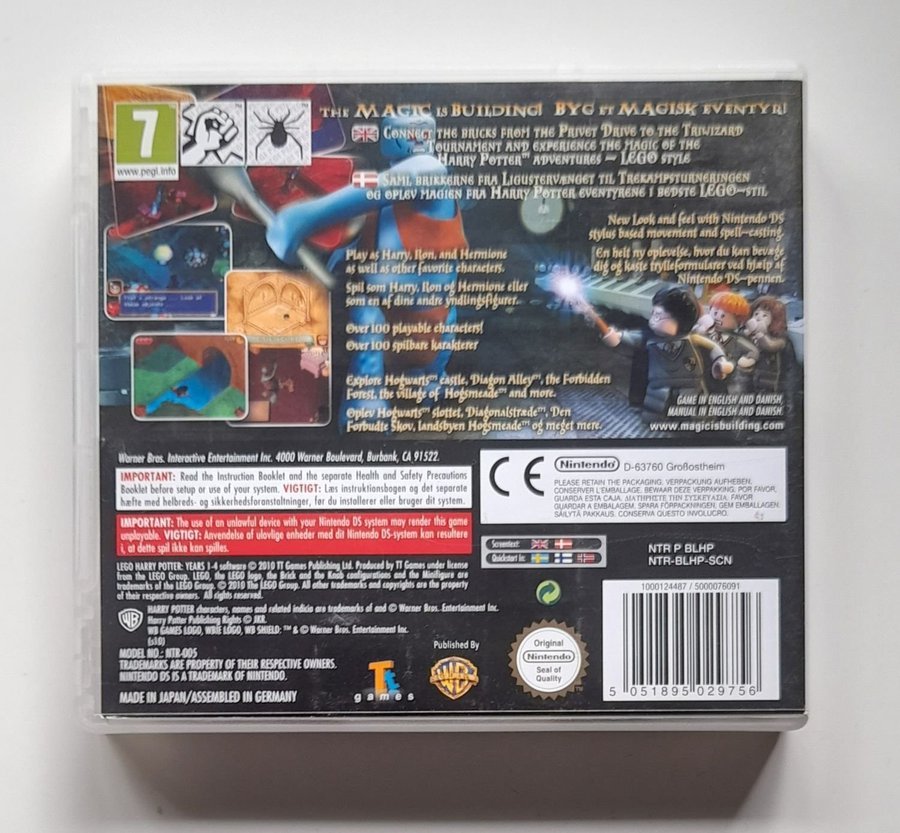 THE MAGIC IS BUILDING! BYG ET MAGISK EVENTYR!
7
www.pegi.info
CONNECT THE BRICKS FROM THE PRIVET DRIVE TO THE TRIWIZARD
TOURNAMENT AND EXPERIENCE THE MAGIC OF THE
HARRY POTTER™ ADVENTURES – LEGO STYLE
SAML BRIKKERNE FRA LIGUSTERVÆNGET TIL TREKAMPSTURNERINGEN
OG OPLEV MAGIEN FRA HARRY POTTER EVENTYRENE I BEDSTE LEGO-STIL
New Look and feel with Nintendo DS
stylus based movement and spell-casting.
En helt ny oplevelse, hvor du kan bevæge
dig og kaste trylleformularer ved hjælp af
Nintendo DS-pennen.
Play as Harry, Ron, and Hermione
as well as other favorite characters.
Spil som Harry, Ron og Hermione eller
som en af dine andre yndlingsfigurer.
Over 100 playable characters!
Over 100 spilbare karakterer
Explore Hogwarts™ castle, Diagon Alley™, the Forbidden
Forest, the village of Hogsmeade™ and more.
Oplev Hogwarts™ slottet, Diagonalstræde™, Den
Forbudte Skov, landsbyen Hogsmeade™ og meget mere.
GAME IN ENGLISH AND DANISH
MANUAL IN ENGLISH AND DANISH
www.magicisbuilding.com
Warner Bros. Interactive Entertainment Inc. 4000 Warner Boulevard, Burbank, CA 91522.
IMPORTANT: Read the Instruction Booklet and the separate Health and Safety Precautions
Booklet before setup or use of your system. VIGTIGT: Læs instruktionsbogen og det separate
hæfte med helbreds- og sikkerhedsforanstaltninger, før du installerer eller bruger dit system.
IMPORTANT: The use of an unlawful device with your Nintendo DS system may render this game
unplayable. VIGTIGT: Anvendelse af ulovlige enheder med dit Nintendo DS-system kan resultere
i, at dette spil ikke kan spilles.
CE
Nintendo D-63760 Großostheim
PLEASE RETAIN THE PACKAGING. VERPACKUNG AUFHEBEN.
CONSERVER L'EMBALLAGE. BEWAAR DEZE VERPAKKING. POR FAVOR,
GUARDA ESTA CAJA. ΔΙΑΤΗΡΗΣΤΕ ΤΗΝ ΣΥΣΚΕΥΑΣΙΑ. FAVOR
GUARDAR A EMBALAGEM. SPARA FÖRPACKNINGEN. GEM EMBALLAGEN.
SÄILYTÄ PAKKAUS. CONSERVA QUESTO INVOLUCRO.
Screentext:
Quickstart in:
NTR P BLHP
NTR-BLHP-SCN
LEGO HARRY POTTER: YEARS 1-4 software © 2010 TT Games Publishing Ltd. Produced by TT Games under license
from the LEGO Group. LEGO, the LEGO logo, the Brick and the Knob configurations and the Minifigure are
trademarks of the LEGO Group. © 2010 The LEGO Group. All other trademarks and copyrights are the property
of their respective owners. All rights reserved.
WB
HARRY POTTER characters, names and related indicia are trademarks of and © Warner Bros. Entertainment Inc.
Harry Potter Publishing Rights © JKR.
WB GAMES LOGO, WBIE LOGO, WB SHIELD: ™ & © Warner Bros. Entertainment Inc.
(s10)
MODEL NO.: NTR-005
TRADEMARKS ARE PROPERTY OF THEIR RESPECTIVE OWNERS.
NINTENDO DS IS A TRADEMARK OF NINTENDO.
MADE IN JAPAN/ASSEMBLED IN GERMANY
Tt
games
Published By
Original
Nintendo
Seal of
Quality
1000124487 / 5000076091
5 051895 029756